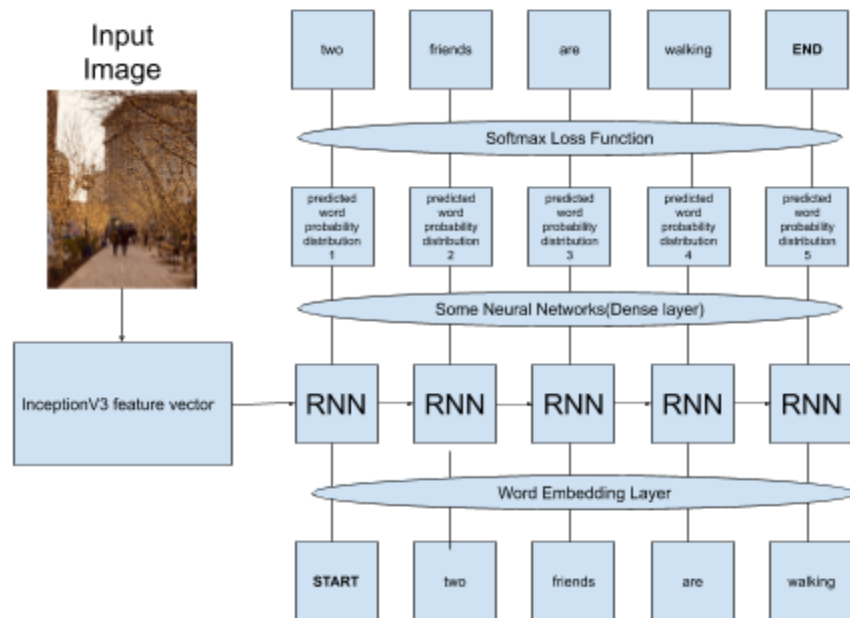 Input
Image
two
friends
are
walking
END
Softmax Loss Function
predicted
word
probability
distribution
1
predicted
word
probability
distribution
2
predicted
word
probability
distribution
3
predicted
word
probability
distribution
4
predicted
word
probability
distribution
5
Some Neural Networks(Dense layer)
InceptionV3 feature vector
RNN
RNN
RNN
RNN
RNN
Word Embedding Layer
START
two
friends
are
walking